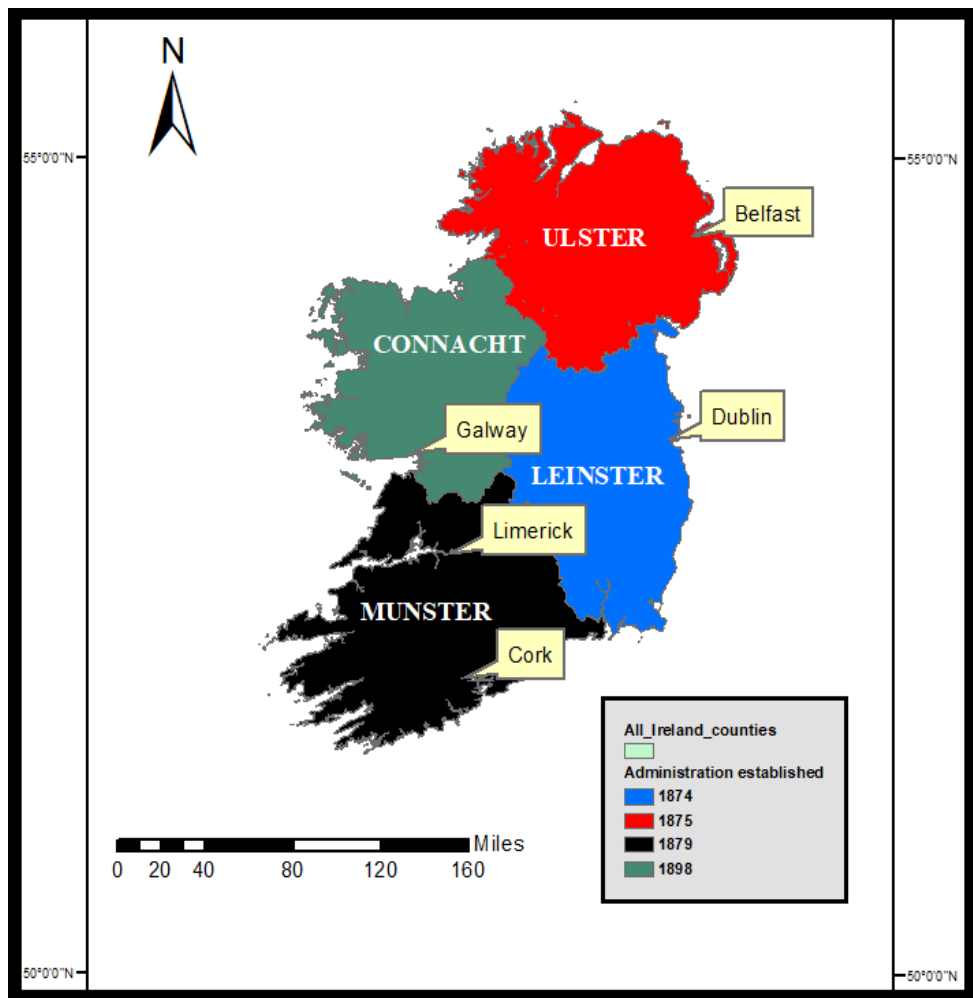 N
55°0'0"N
55°0'0"N
Belfast
ULSTER
CONNACHT
Dublin
Galway
LEINSTER
Limerick
MUNSTER
Cork
All_Ireland_counties
Administration established
1874
1875
1879
1898
Miles
0 20 40 80 120 160
50°0'0"N
50°0'0"N